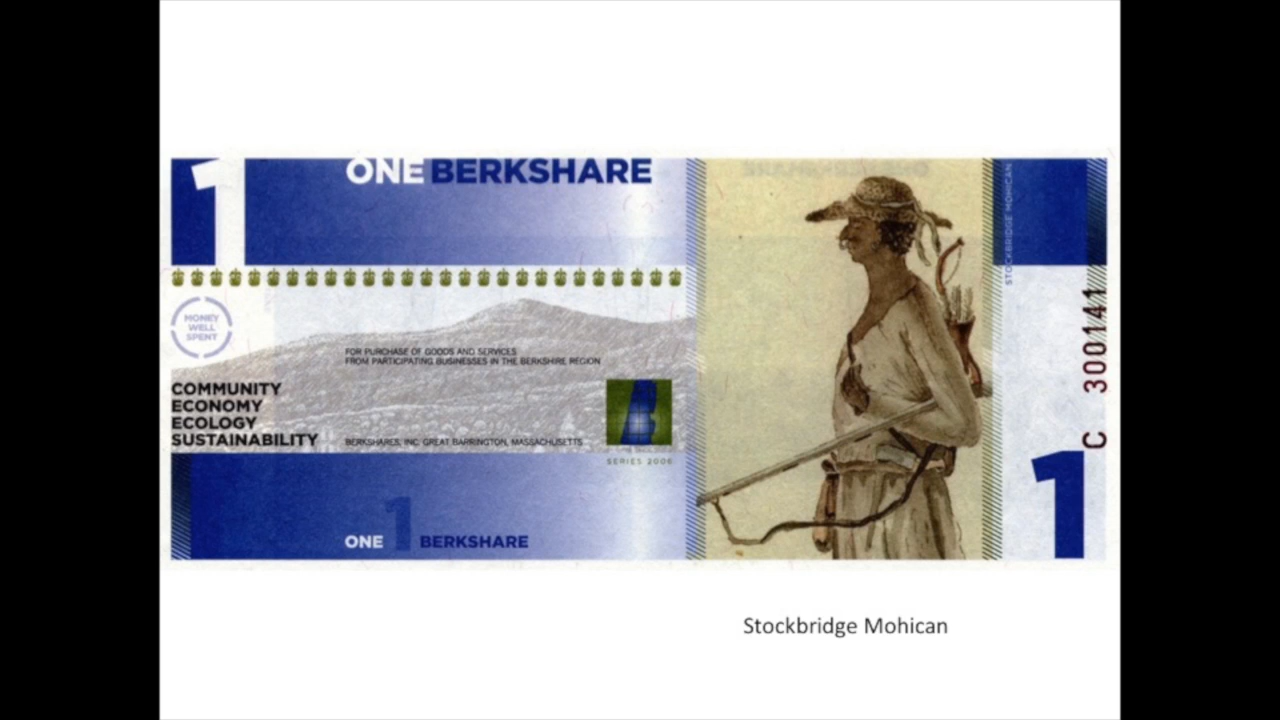 1
ONE BERKSHARE
STOCKBRIDGE MOHICAN
MONEY
WELL
SPENT
FOR PURCHASE OF GOODS AND SERVICES
FROM PARTICIPATING BUSINESSES IN THE BERKSHIRE REGION
COMMUNITY
ECONOMY
ECOLOGY
SUSTAINABILITY
BERKSHARES, INC. GREAT BARRINGTON, MASSACHUSETTS
SERIES 2006
C 300141
ONE 1 BERKSHARE
1
Stockbridge Mohican